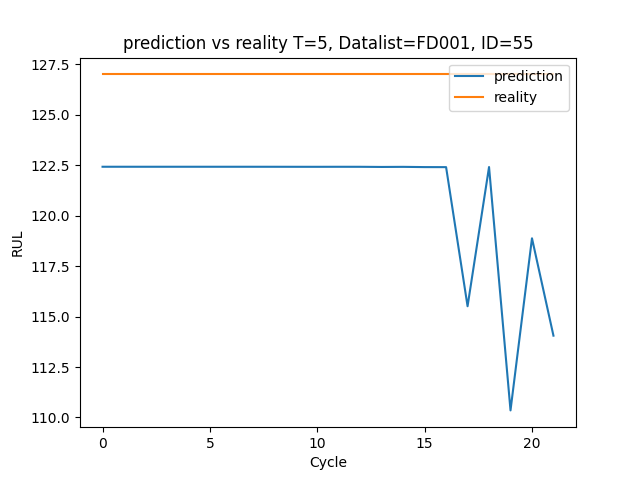 prediction vs reality T=5, Datalist=FD001, ID=55
127.5
125.0
122.5
120.0
117.5
115.0
112.5
110.0
RUL
prediction
reality
0
5
10
15
20
Cycle